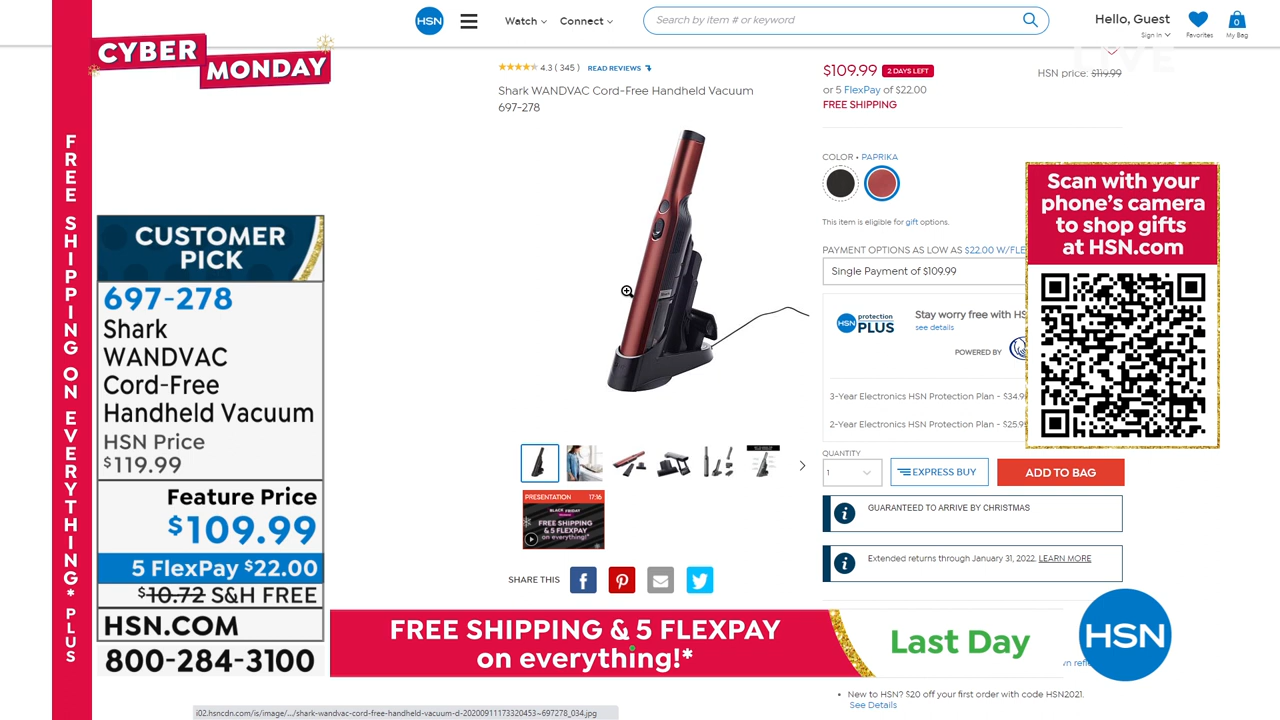 HSN
Watch
Connect
Search by item # or keyword
Hello, Guest
Sign in
Favorites
0
My Bag
CYBER
MONDAY
LIVE
FREE SHIPPING ON EVERYTHING!* PLUS
4.3 ( 345 )
READ REVIEWS
Shark WANDVAC Cord-Free Handheld Vacuum
697-278
$109.99
2 DAYS LEFT
HSN price: $119.99
or 5 FlexPay of $22.00
FREE SHIPPING
COLOR • PAPRIKA
This item is eligible for gift options.
PAYMENT OPTIONS AS LOW AS $22.00 W/FLE
Single Payment of $109.99
HSN
protection
PLUS
Stay worry free with HS
see details
POWERED BY
3-Year Electronics HSN Protection Plan - $34.9
2-Year Electronics HSN Protection Plan - $25.9
QUANTITY
1
EXPRESS BUY
ADD TO BAG
GUARANTEED TO ARRIVE BY CHRISTMAS
Extended returns through January 31, 2022. LEARN MORE
Scan with your
phone's camera
to shop gifts
at HSN.com
CUSTOMER
PICK
697-278
Shark
WANDVAC
Cord-Free
Handheld Vacuum
HSN Price
$119.99
Feature Price
$109.99
5 FlexPay $22.00
$10.72 S&H FREE
HSN.COM
800-284-3100
PRESENTATION 17:16
BLACK FRIDAY
FREE SHIPPING
& 5 FLEXPAY
on everything!*
SHARE THIS
FREE SHIPPING & 5 FLEXPAY
on everything!*
Last Day
HSN
• New to HSN? $20 off your first order with code HSN2021.
See Details
i02.hsncdn.com/is/image/.../shark-wandvac-cord-free-handheld-vacuum-d-20200911173320453~697278_034.jpg